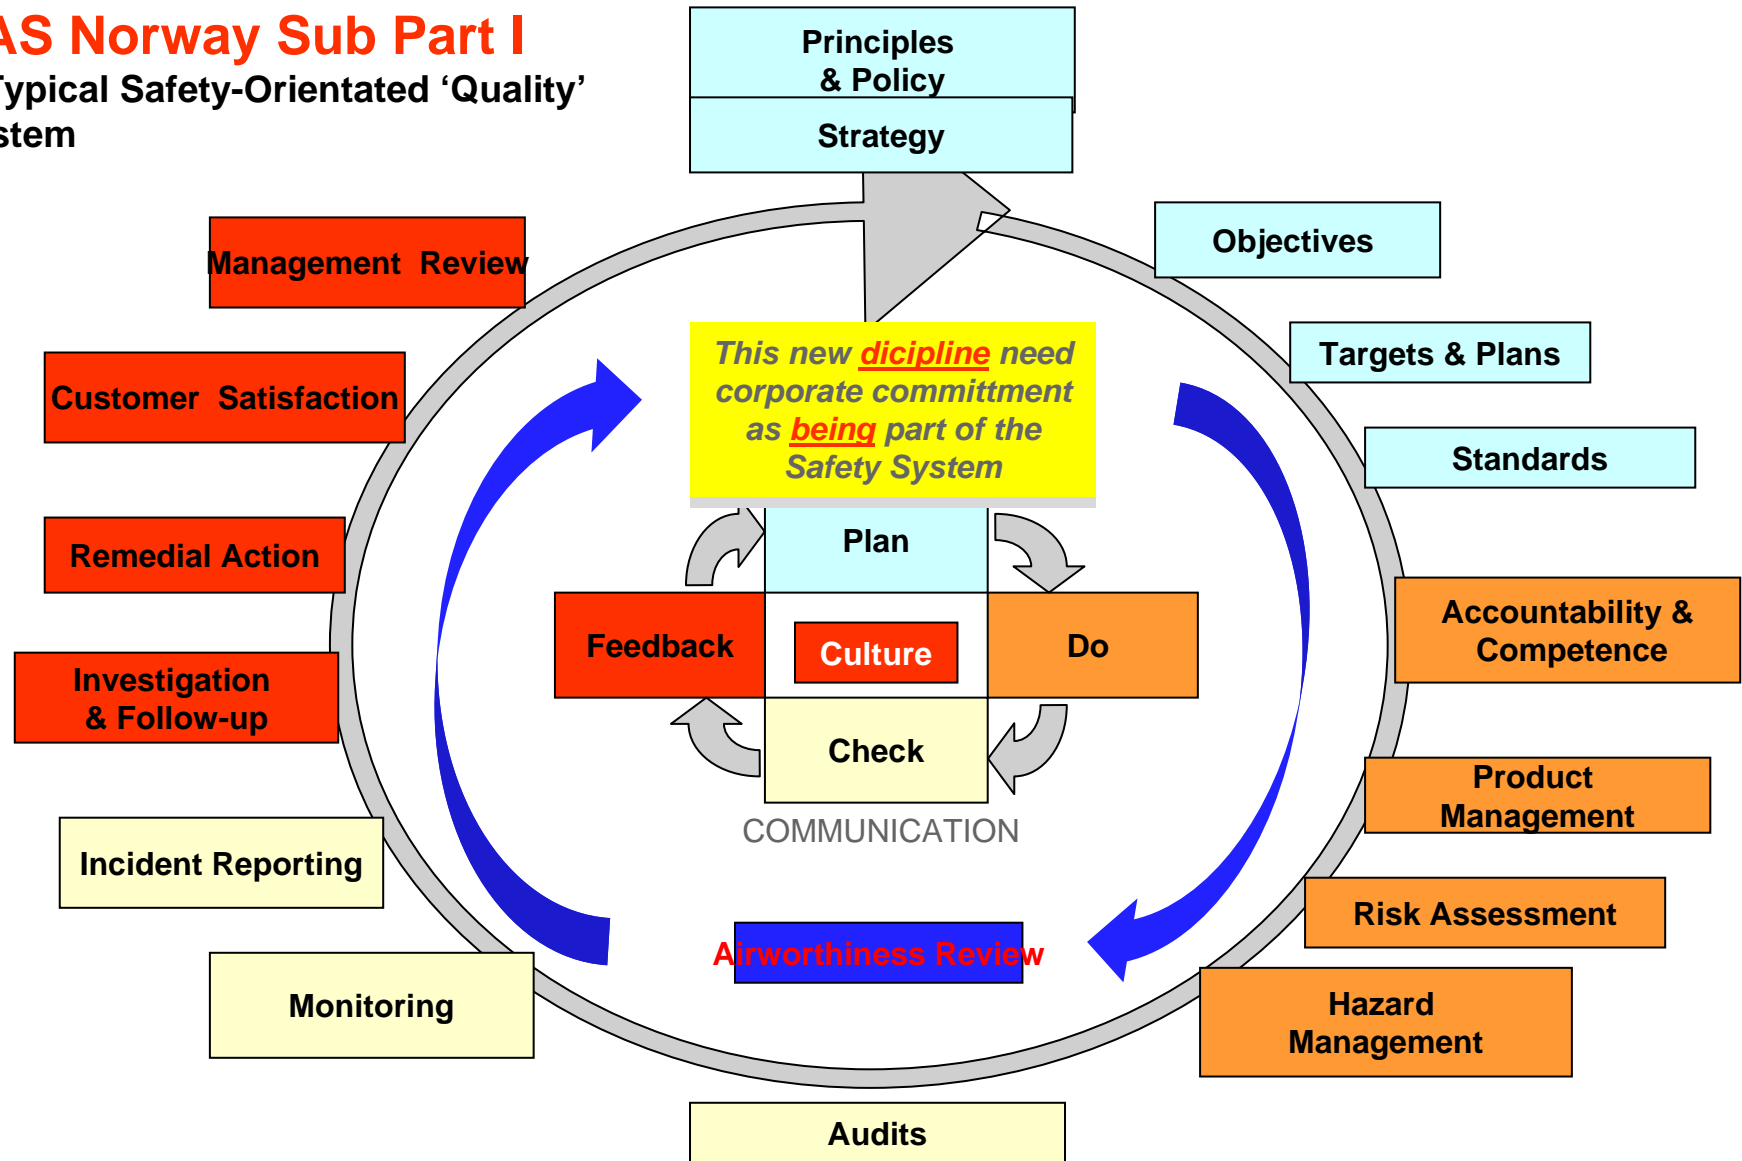 AS Norway Sub Part I
Typical Safety-Orientated ‘Quality’
stem
Principles
& Policy
Strategy
Management Review
Objectives
Targets & Plans
Customer Satisfaction
This new dicipline need
corporate committment
as being part of the
Safety System
Standards
Remedial Action
Plan
Feedback
Culture
Do
Accountability &
Competence
Investigation
& Follow-up
Check
Product
Management
COMMUNICATION
Incident Reporting
Risk Assessment
Airworthiness Review
Monitoring
Hazard
Management
Audits